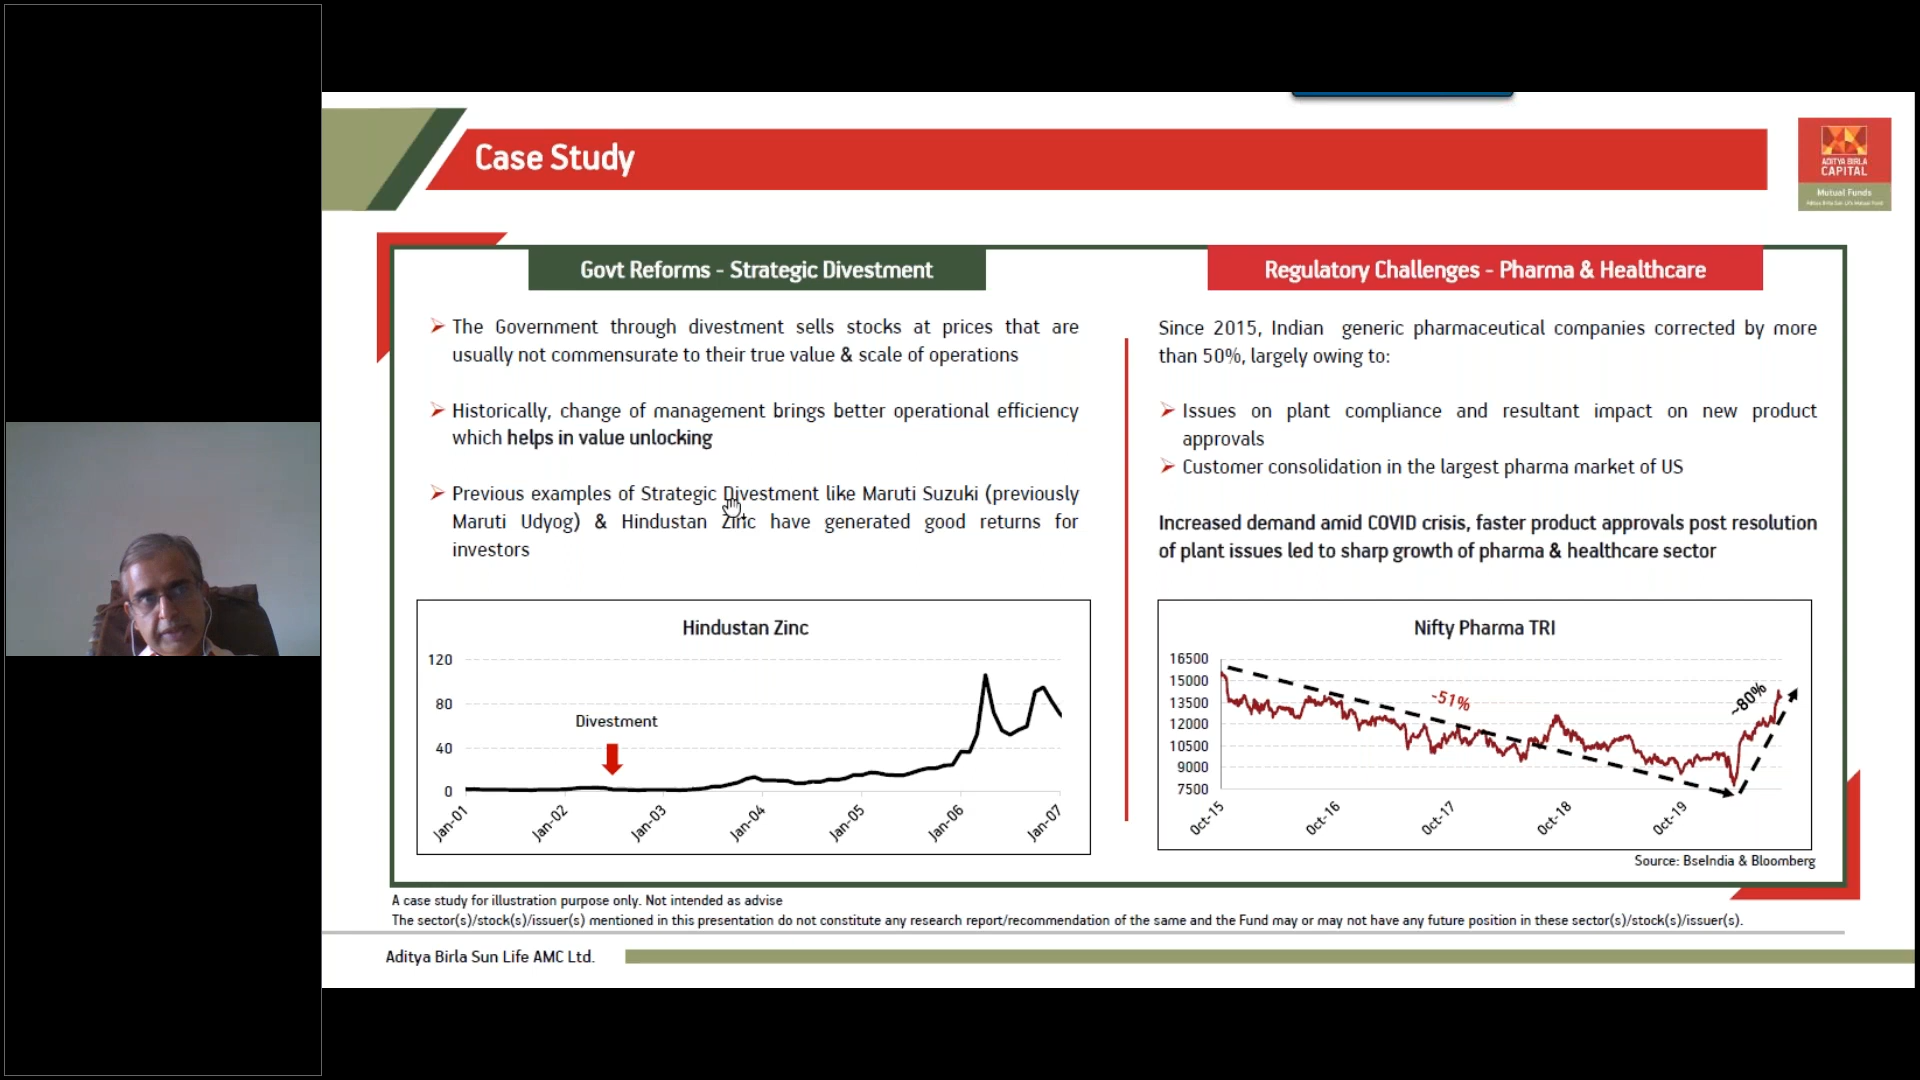 Case Study
ADITYA BIRLA
CAPITAL
Mutual Funds
Aditya Birla Sun Life Mutual Fund
Govt Reforms - Strategic Divestment
The Government through divestment sells stocks at prices that are
usually not commensurate to their true value & scale of operations
Historically, change of management brings better operational efficiency
which helps in value unlocking
Previous examples of Strategic Divestment like Maruti Suzuki (previously
Maruti Udyog) & Hindustan Zinc have generated good returns for
investors
Hindustan Zinc
120
80
40
0
Divestment
Jan-01
Jan-02
Jan-03
Jan-04
Jan-05
Jan-06
Jan-07
Regulatory Challenges - Pharma & Healthcare
Since 2015, Indian generic pharmaceutical companies corrected by more
than 50%, largely owing to:
Issues on plant compliance and resultant impact on new product
approvals
Customer consolidation in the largest pharma market of US
Increased demand amid COVID crisis, faster product approvals post resolution
of plant issues led to sharp growth of pharma & healthcare sector
Nifty Pharma TRI
16500
15000
13500
12000
10500
9000
7500
-51%
~80%
Oct-15
Oct-16
Oct-17
Oct-18
Oct-19
Source: BseIndia & Bloomberg
A case study for illustration purpose only. Not intended as advise
The sector(s)/stock(s)/issuer(s) mentioned in this presentation do not constitute any research report/recommendation of the same and the Fund may or may not have any future position in these sector(s)/stock(s)/issuer(s).
Aditya Birla Sun Life AMC Ltd.